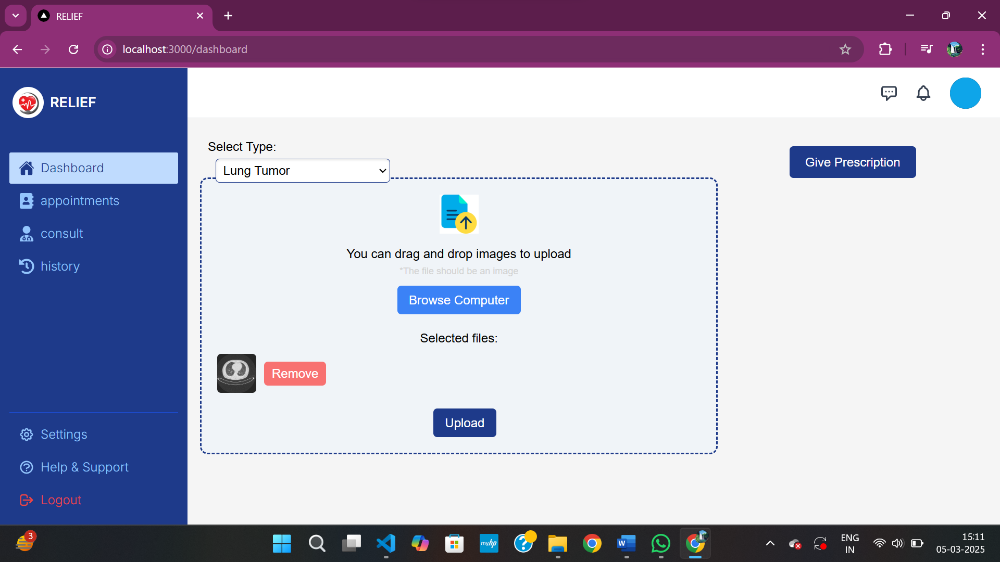 RELIEF
localhost:3000/dashboard
RELIEF
Dashboard
appointments
consult
history
Settings
Help & Support
Logout
Select Type:
Lung Tumor
Give Prescription
You can drag and drop images to upload
*The file should be an image
Browse Computer
Selected files:
Remove
Upload
3
myhp
W
ENG
IN
15:11
05-03-2025